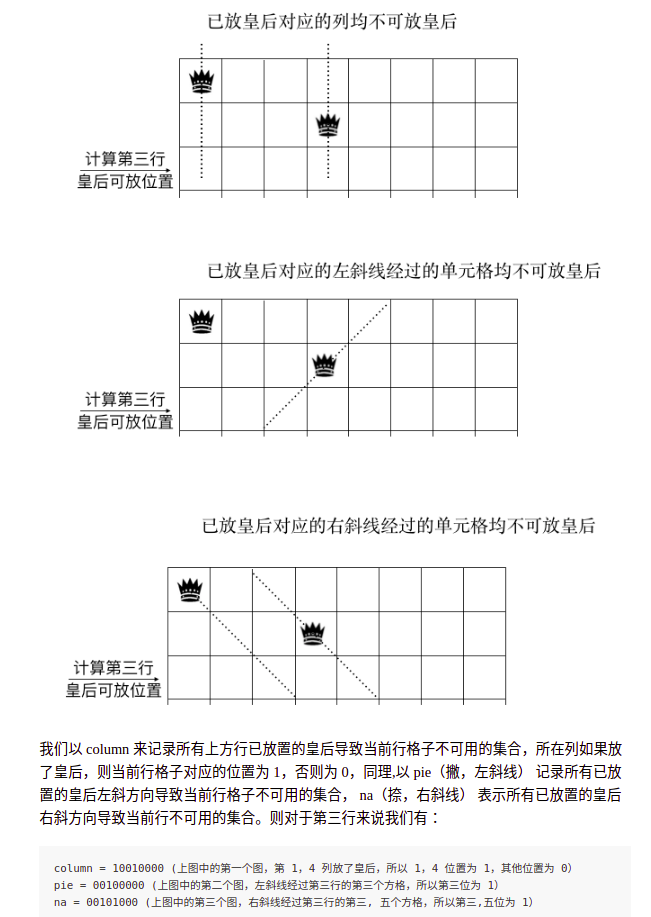 已放皇后对应的列均不可放皇后
计算第三行
皇后可放位置
已放皇后对应的左斜线经过的单元格均不可放皇后
计算第三行
皇后可放位置
已放皇后对应的右斜线经过的单元格均不可放皇后
计算第三行
皇后可放位置
我们以 column 来记录所有上方行已放置的皇后导致当前行格子不可用的集合，所在列如果放
了皇后，则当前行格子对应的位置为 1，否则为 0，同理,以 pie（撇，左斜线） 记录所有已放
置的皇后左斜方向导致当前行格子不可用的集合， na（捺，右斜线） 表示所有已放置的皇后
右斜方向导致当前行不可用的集合。则对于第三行来说我们有：
column = 10010000 (上图中的第一个图，第 1，4 列放了皇后，所以 1，4 位置为 1，其他位置为 0）
pie = 00100000 (上图中的第二个图，左斜线经过第三行的第三个方格，所以第三位为 1）
na = 00101000 (上图中的第三个图，右斜线经过第三行的第三, 五个方格，所以第三,五位为 1）